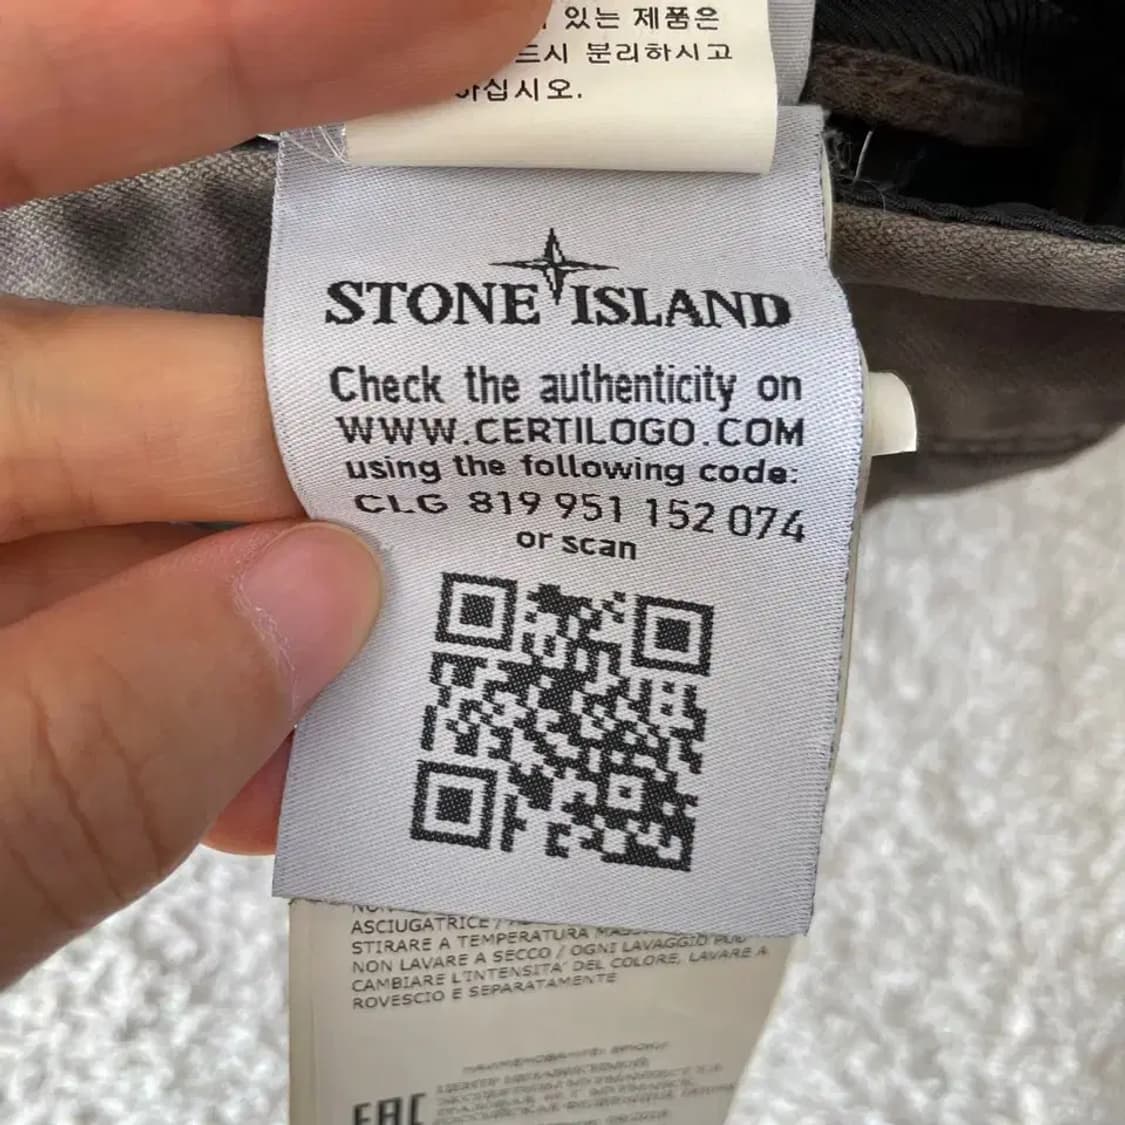 있는 제품은
드시 분리하시고
하십시오.
STONE ISLAND
Check the authenticity on
WWW.CERTILOGO.COM
using the following code:
CLG 819 951 152 074
or scan
ASCIUGATRICE /
STIRARE A TEMPERATURA
NON LAVARE A SECCO / OGNI LAVAGGIO PUO'
CAMBIARE L'INTENSITA' DEL COLORE, LAVARE A
ROVESCIO E SEPARATAMENTE
EAC